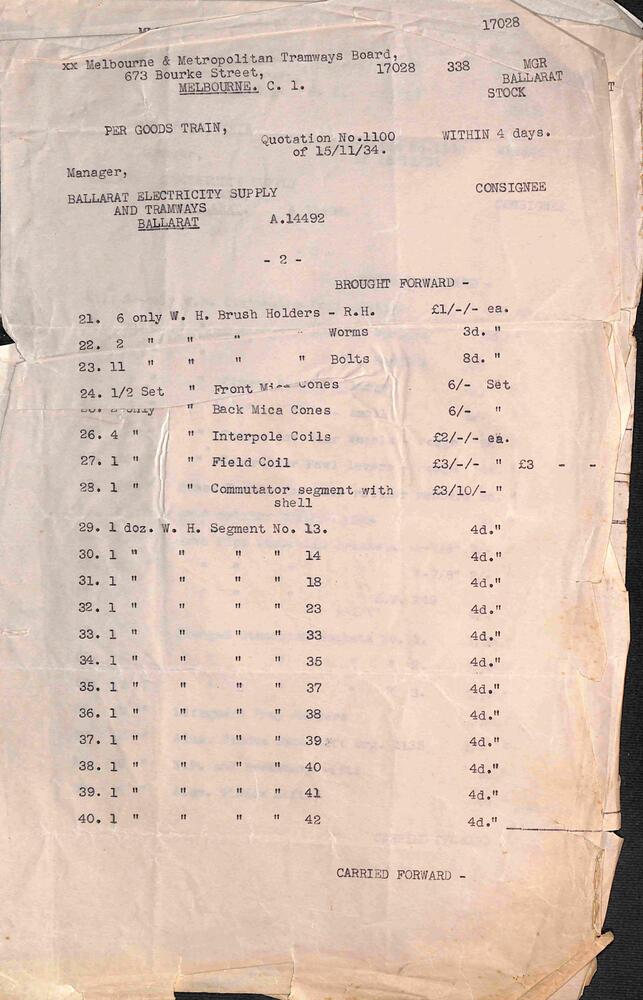 17028
xx Melbourne & Metropolitan Tramways Board,
673 Bourke Street, 17028 338 MGR
MELBOURNE. C. 1. BALLARAT
STOCK
PER GOODS TRAIN, Quotation No.1100 WITHIN 4 days.
of 15/11/34.
Manager,
BALLARAT ELECTRICITY SUPPLY CONSIGNEE
AND TRAMWAYS
BALLARAT A.14492
- 2 -
BROUGHT FORWARD -
21. 6 only W. H. Brush Holders - R.H. £1/-/- ea.
22. 2 " " " Worms 3d. "
23. 11 " " " " Bolts 8d. "
24. 1/2 Set " Front Mica Cones 6/- Set
" Back Mica Cones 6/- "
26. 4 " " Interpole Coils £2/-/- ea.
27. 1 " " Field Coil £3/-/- " £3 - -
28. 1 " " Commutator segment with £3/10/- "
shell
29. 1 doz. W. H. Segment No. 13. 4d."
30. 1 " " " " 14 4d."
31. 1 " " " " 18 4d."
32. 1 " " " " 23 4d."
33. 1 " " " " 33 4d."
34. 1 " " " " 35 4d."
35. 1 " " " " 37 4d."
36. 1 " " " " 38 4d."
37. 1 " " " " 39 4d."
38. 1 " " " " 40 4d."
39. 1 " " " " 41 4d."
40. 1 " " " " 42 4d."
CARRIED FORWARD -